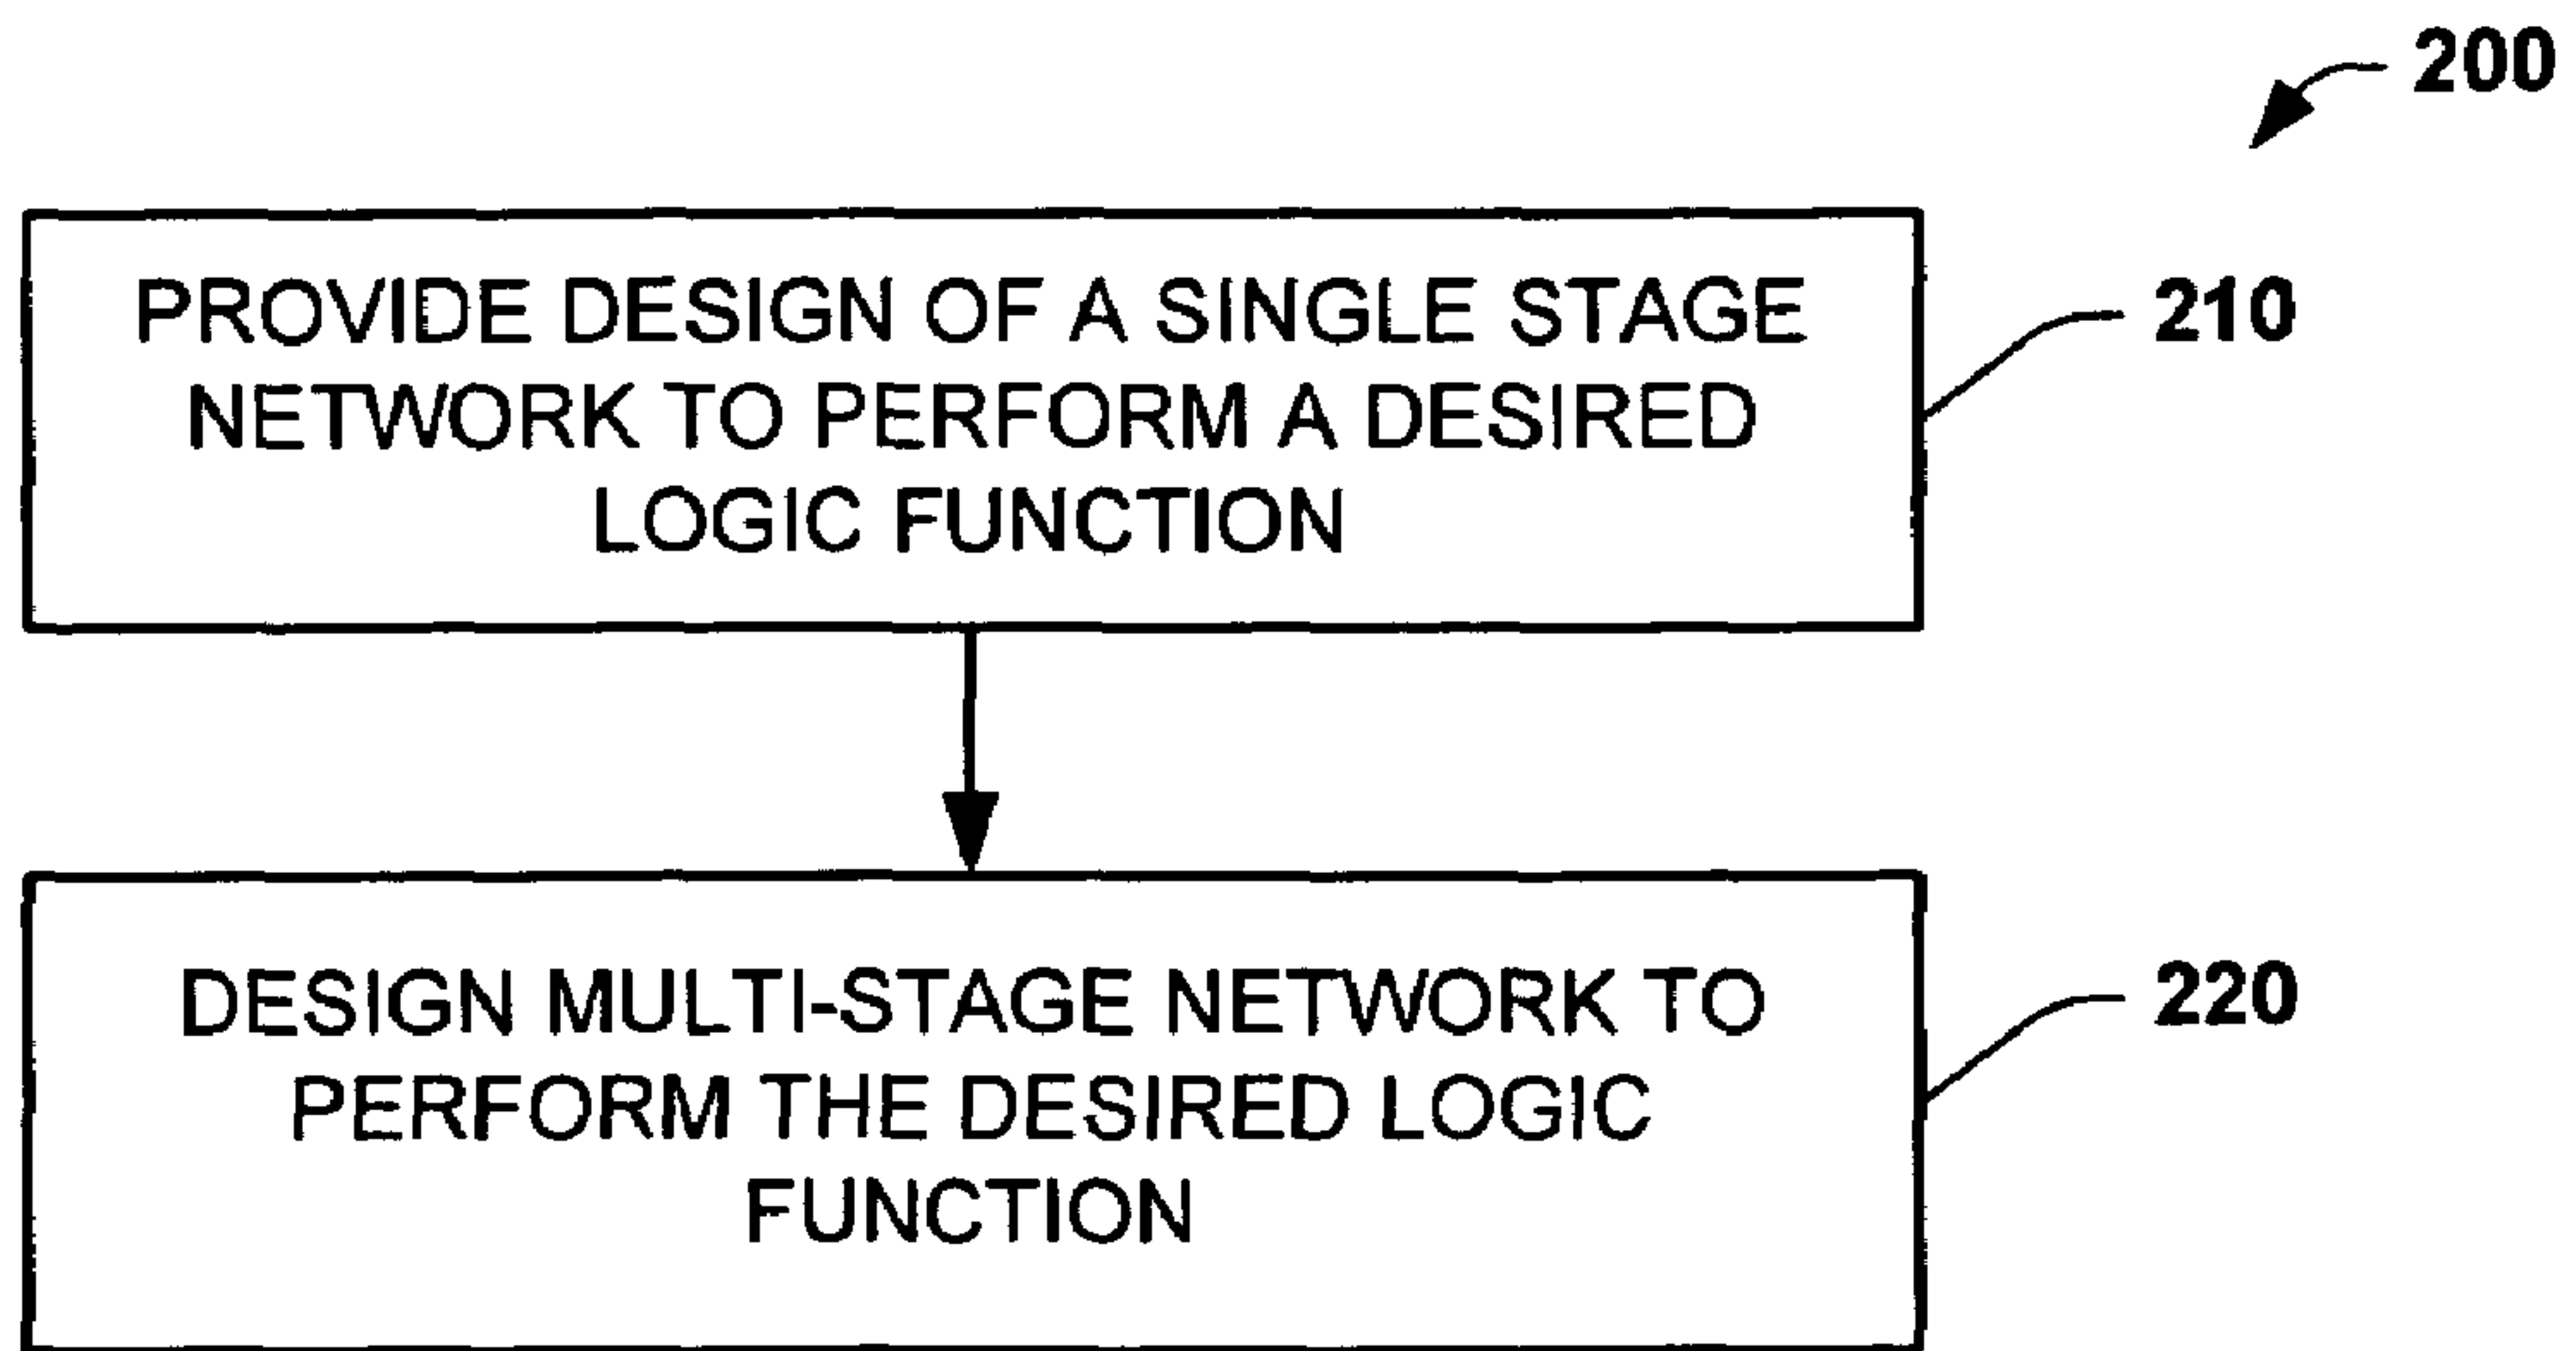 200
PROVIDE DESIGN OF A SINGLE STAGE
NETWORK TO PERFORM A DESIRED
LOGIC FUNCTION
210
DESIGN MULTI-STAGE NETWORK TO
PERFORM THE DESIRED LOGIC
FUNCTION
220